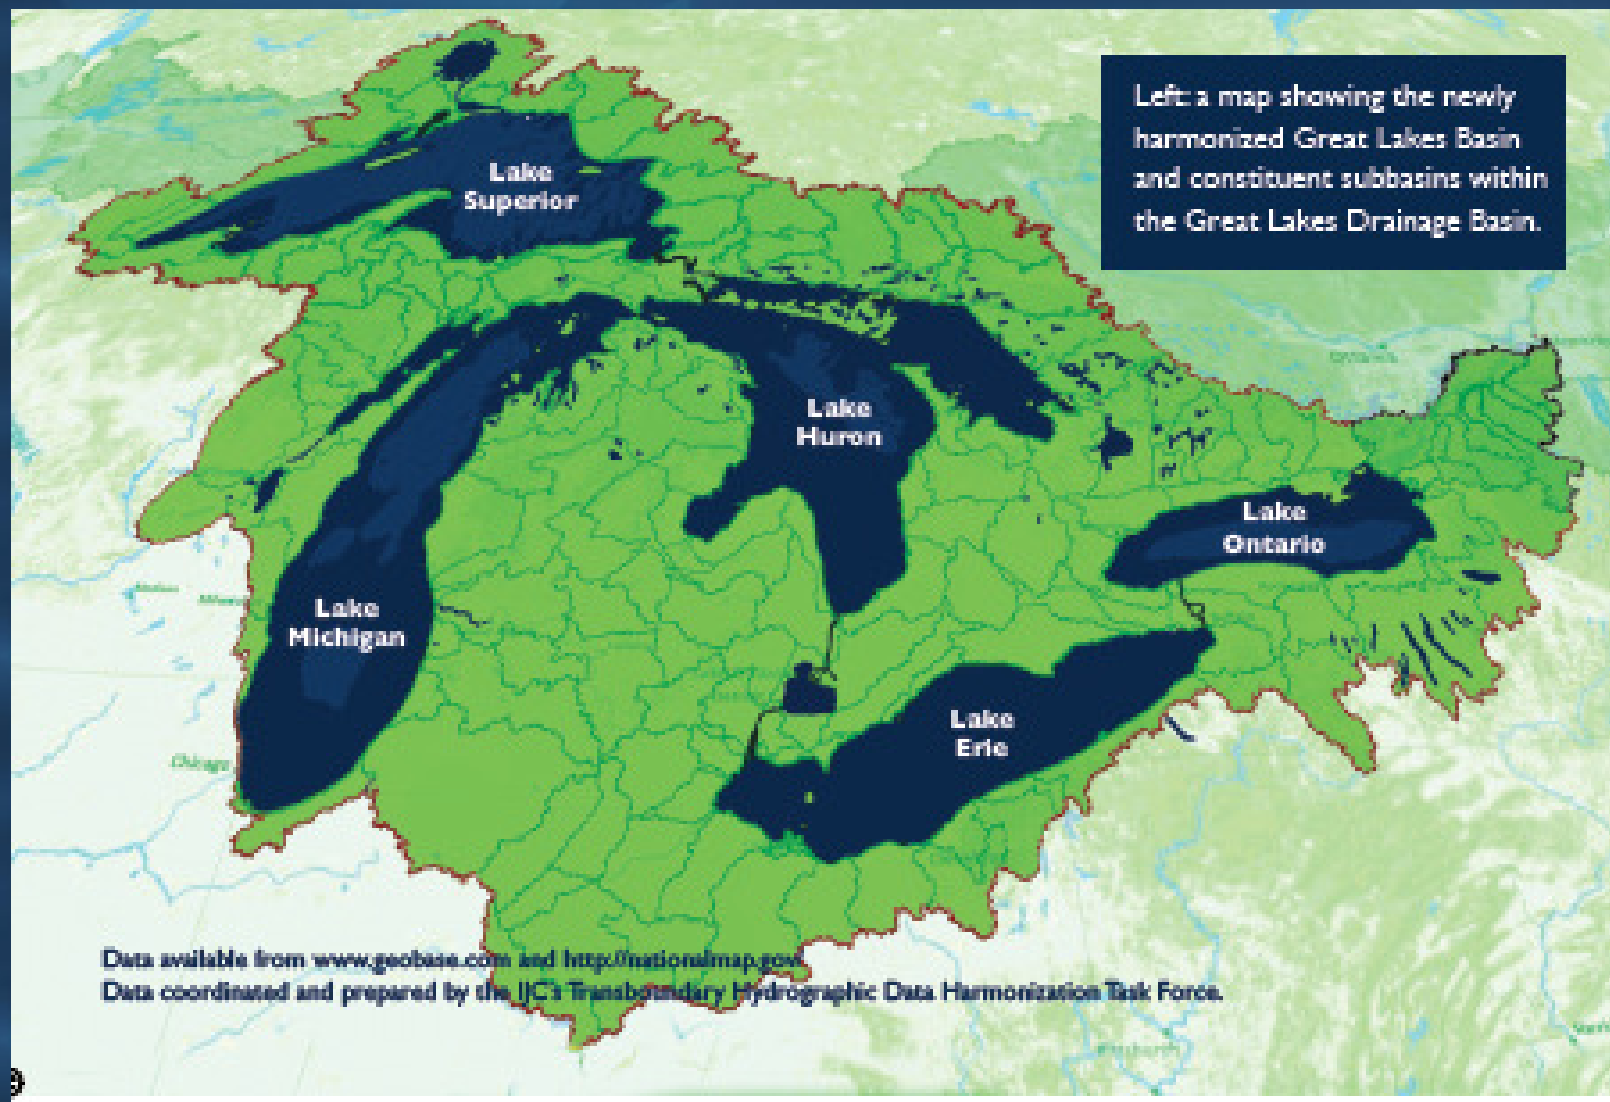 Left: a map showing the newly
harmonized Great Lakes Basin
and constituent subbasins within
the Great Lakes Drainage Basin.
Lake
Superior
Lake
Huron
Lake
Ontario
Lake
Michigan
Lake
Erie
Chicago
Data available from www.geobase.com and http://nationalmap.gov.
Data coordinated and prepared by the IJC's Transboundary Hydrographic Data Harmonization Task Force.